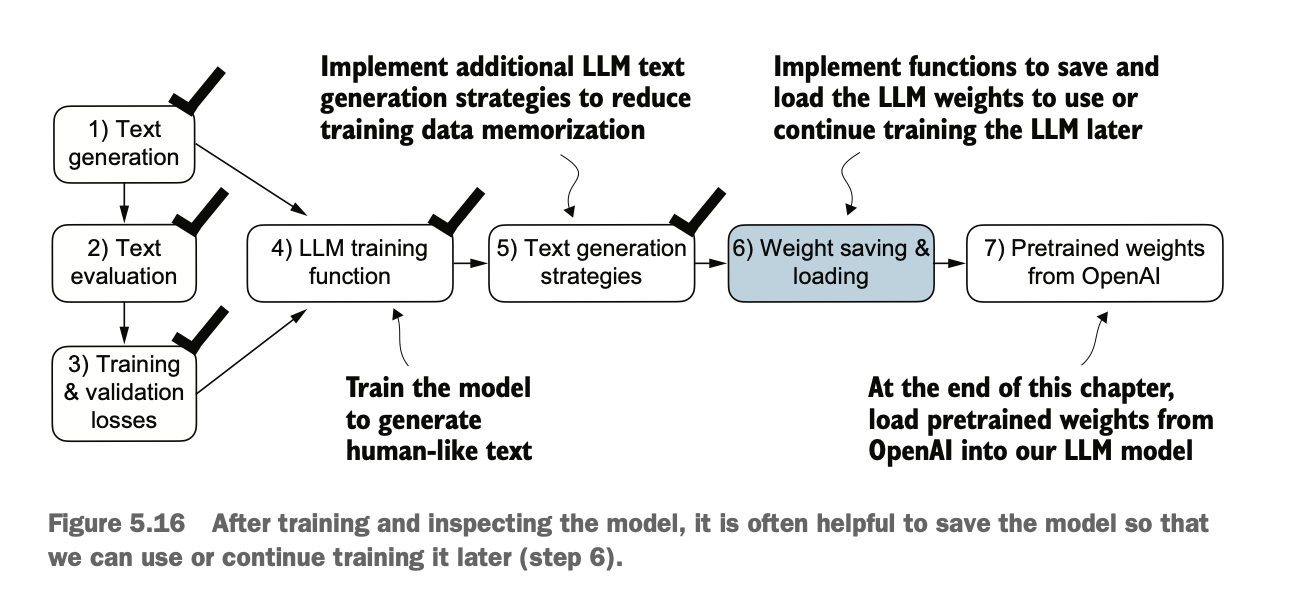 Implement additional LLM text
generation strategies to reduce
training data memorization
Implement functions to save and
load the LLM weights to use or
continue training the LLM later
1) Text
generation
2) Text
evaluation
3) Training
& validation
losses
4) LLM training
function
5) Text generation
strategies
6) Weight saving &
loading
7) Pretrained weights
from OpenAI
Train the model
to generate
human-like text
At the end of this chapter,
load pretrained weights from
OpenAI into our LLM model
Figure 5.16 After training and inspecting the model, it is often helpful to save the model so that
we can use or continue training it later (step 6).